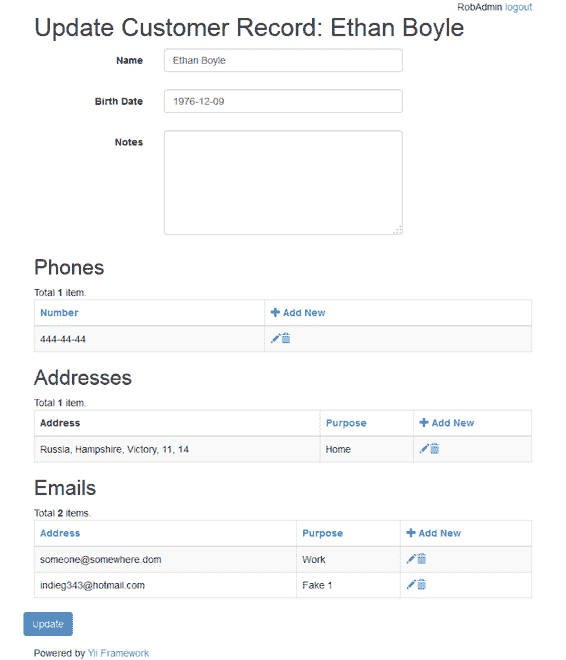 RobAdmin logout
Update Customer Record: Ethan Boyle
Name Ethan Boyle
Birth Date 1976-12-09
Notes
Phones
Total 1 item.
Number Add New
444-44-44
Addresses
Total 1 item.
Address Purpose Add New
Russia, Hampshire, Victory, 11, 14 Home
Emails
Total 2 items.
Address Purpose Add New
someone@somewhere.dom Work
indieg343@hotmail.com Fake 1
Update
Powered by Yii Framework